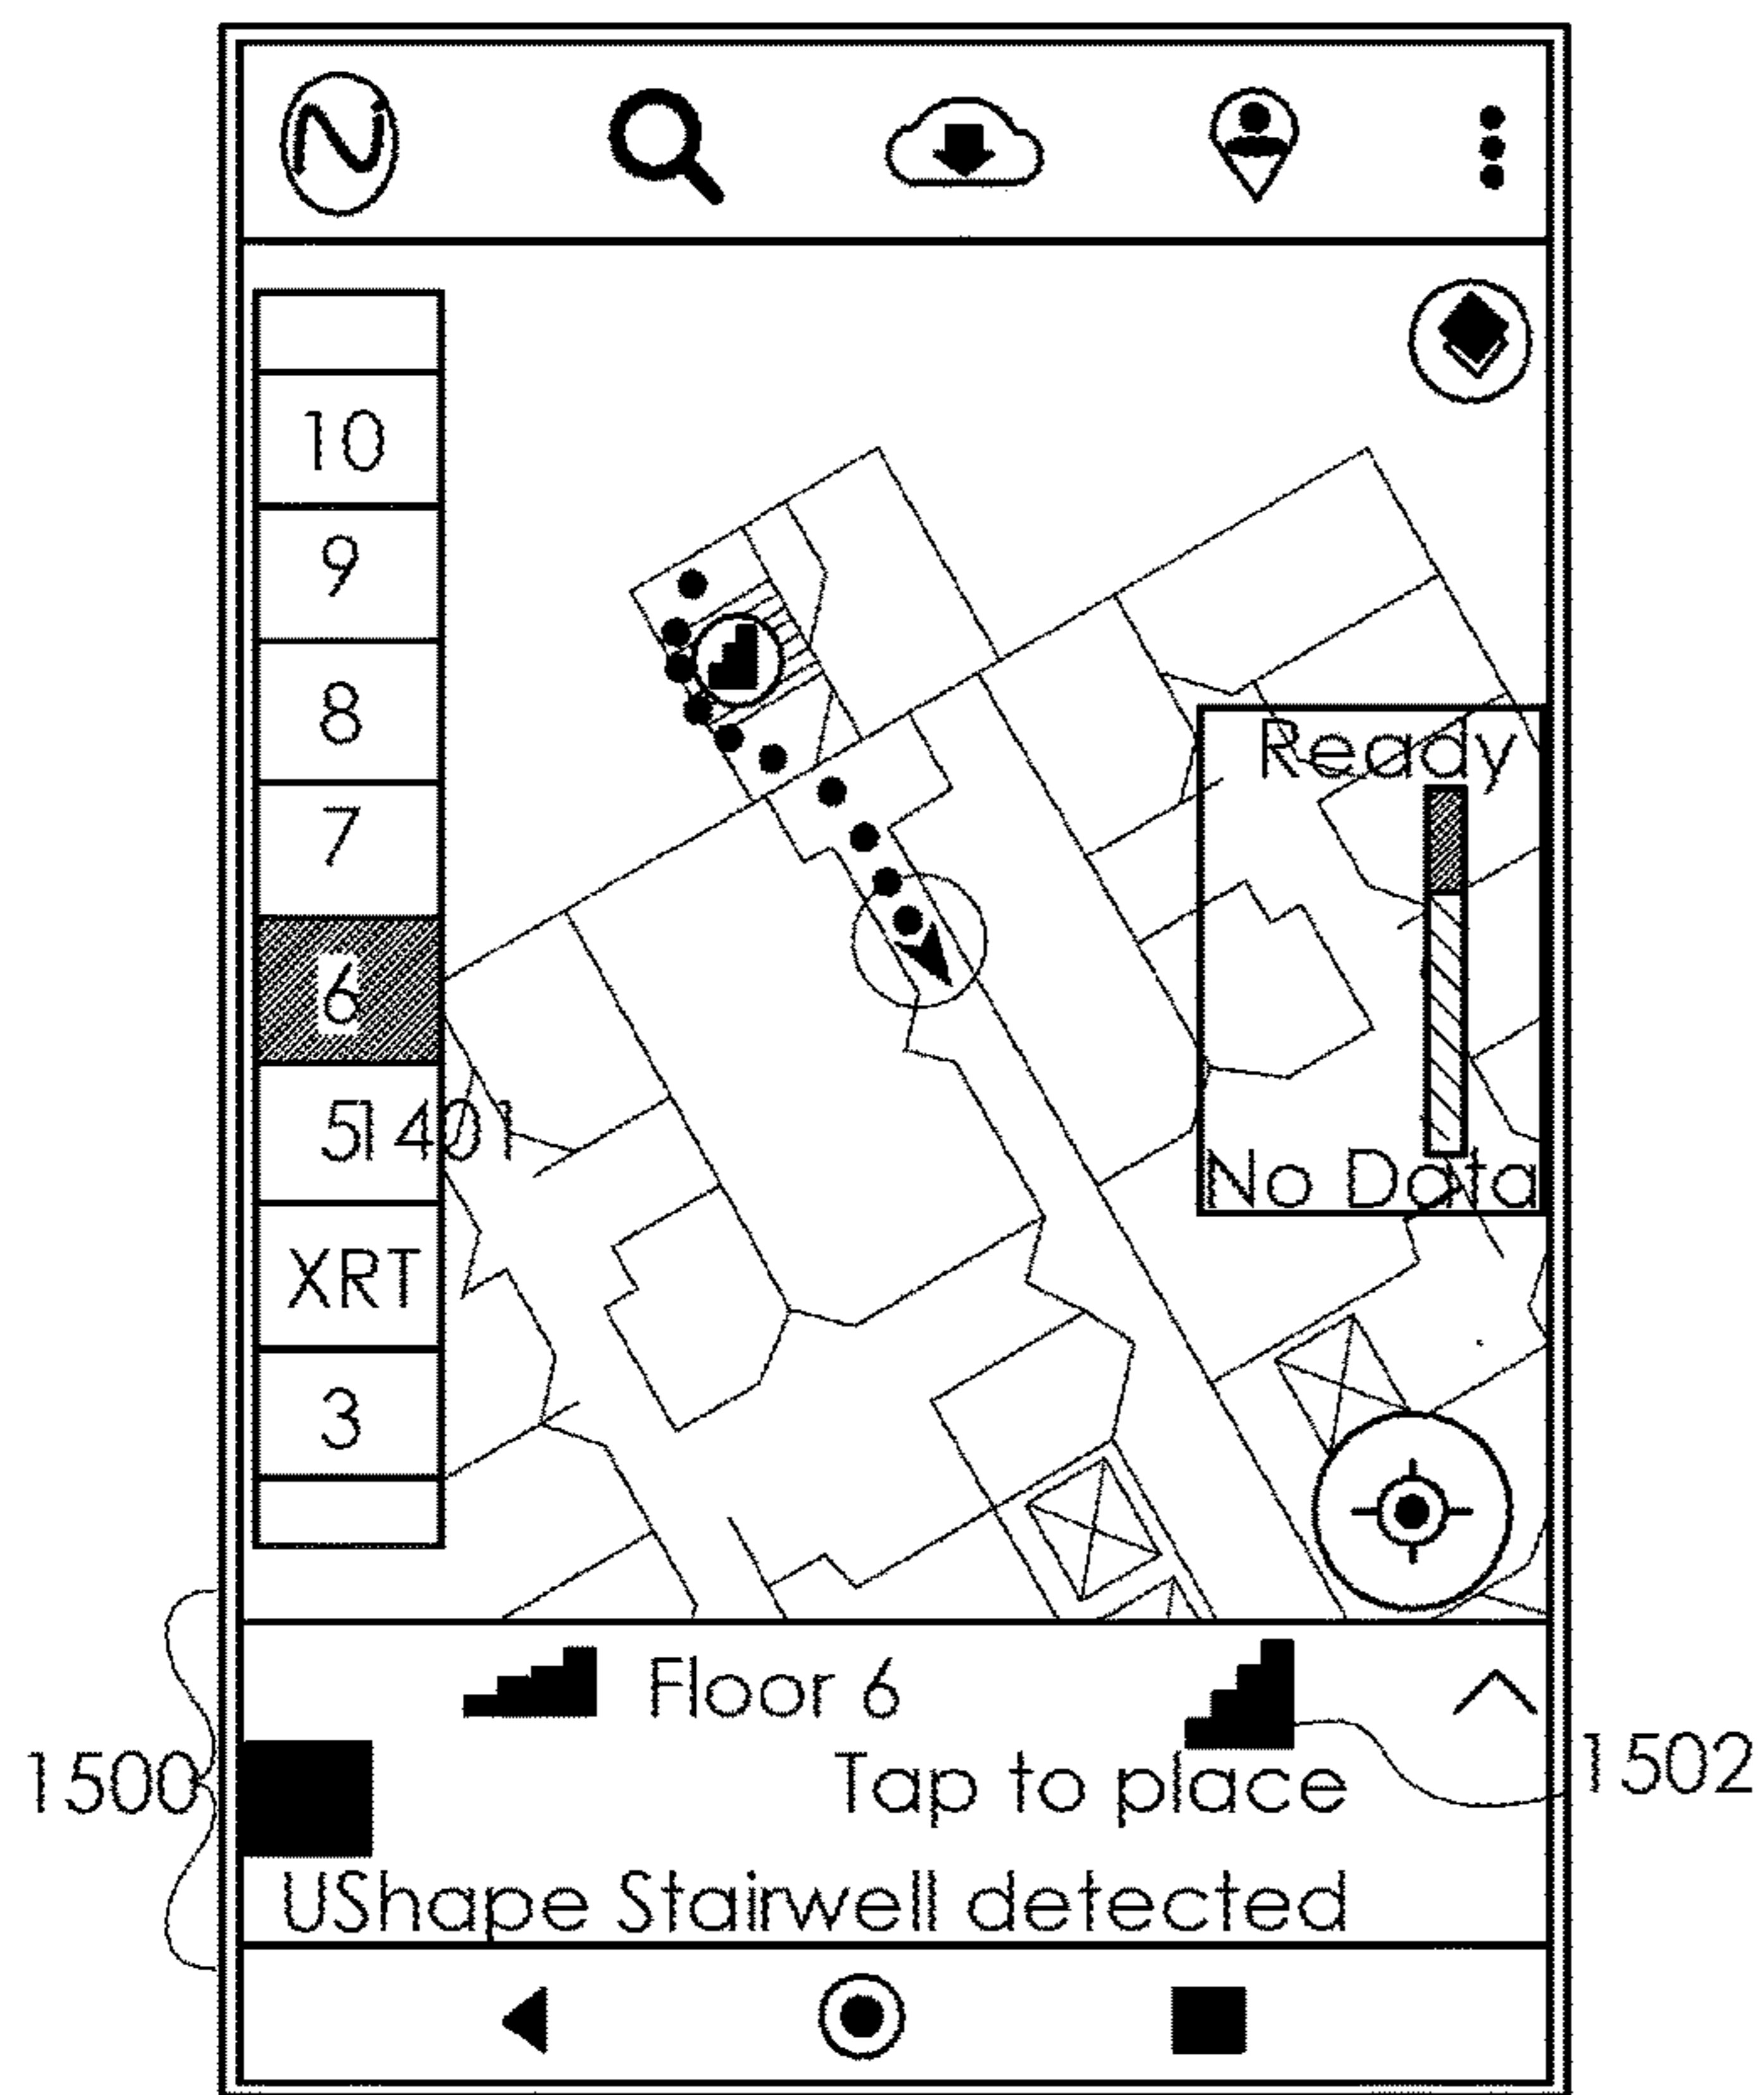 10
9
8
7
6
51401
XRT
3
Ready
No Data
Floor 6
Tap to place
UShape Stairwell detected
1500
1502